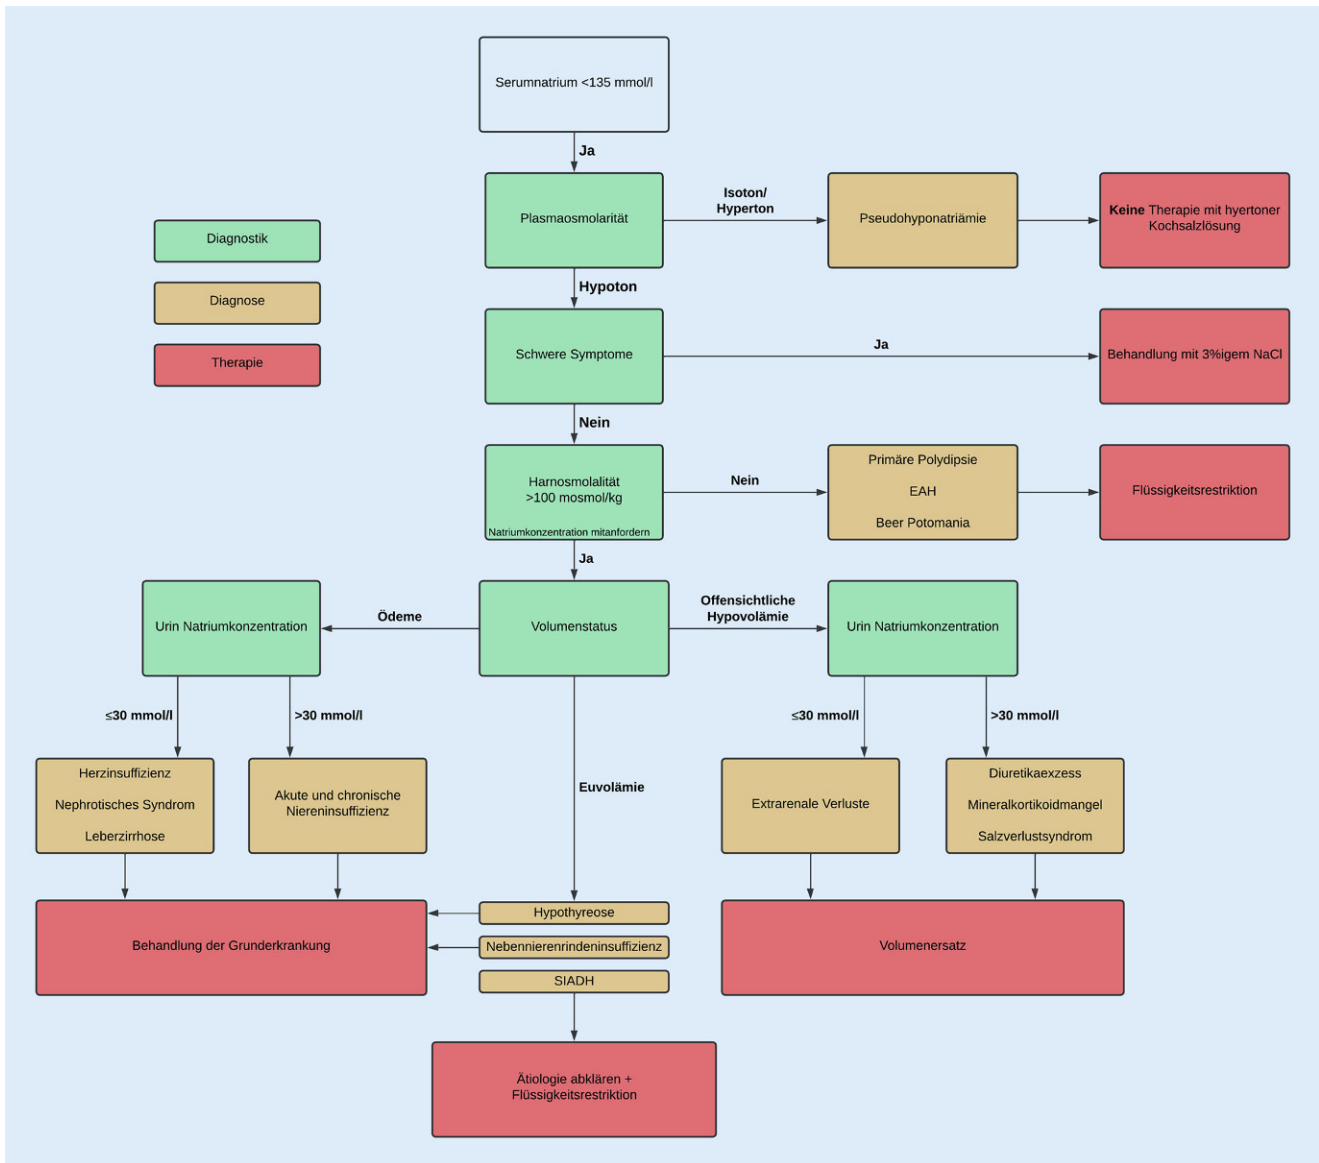 Serumnatrium <135 mmol/l
Ja
Plasmaosmolarität
Isoton/
Hyperton
Pseudohyponatriämie
Keine Therapie mit hyertoner
Kochsalzlösung
Diagnostik
Diagnose
Therapie
Hypoton
Schwere Symptome
Ja
Behandlung mit 3%igem NaCl
Nein
Harnosmolalität
>100 mosmol/kg
Natriumkonzentration mitanfordern
Nein
Primäre Polydipsie
EAH
Beer Potomania
Flüssigkeitsrestriktion
Ja
Urin Natriumkonzentration
Ödeme
Volumenstatus
Offensichtliche
Hypovolämie
Urin Natriumkonzentration
≤30 mmol/l
>30 mmol/l
Euvolämie
≤30 mmol/l
>30 mmol/l
Herzinsuffizienz
Nephrotisches Syndrom
Leberzirrhose
Akute und chronische
Niereninsuffizienz
Extrarenale Verluste
Diuretikaexzess
Mineralkortikoidmangel
Salzverlustsyndrom
Behandlung der Grunderkrankung
Hypothyreose
Nebennierenrindeninsuffizienz
SIADH
Volumenersatz
Ätiologie abklären +
Flüssigkeitsrestriktion